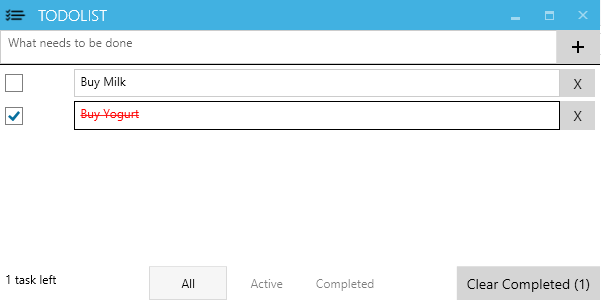 TODOLIST
What needs to be done
+
Buy Milk
X
Buy Yogurt
X
1 task left
All
Active
Completed
Clear Completed (1)